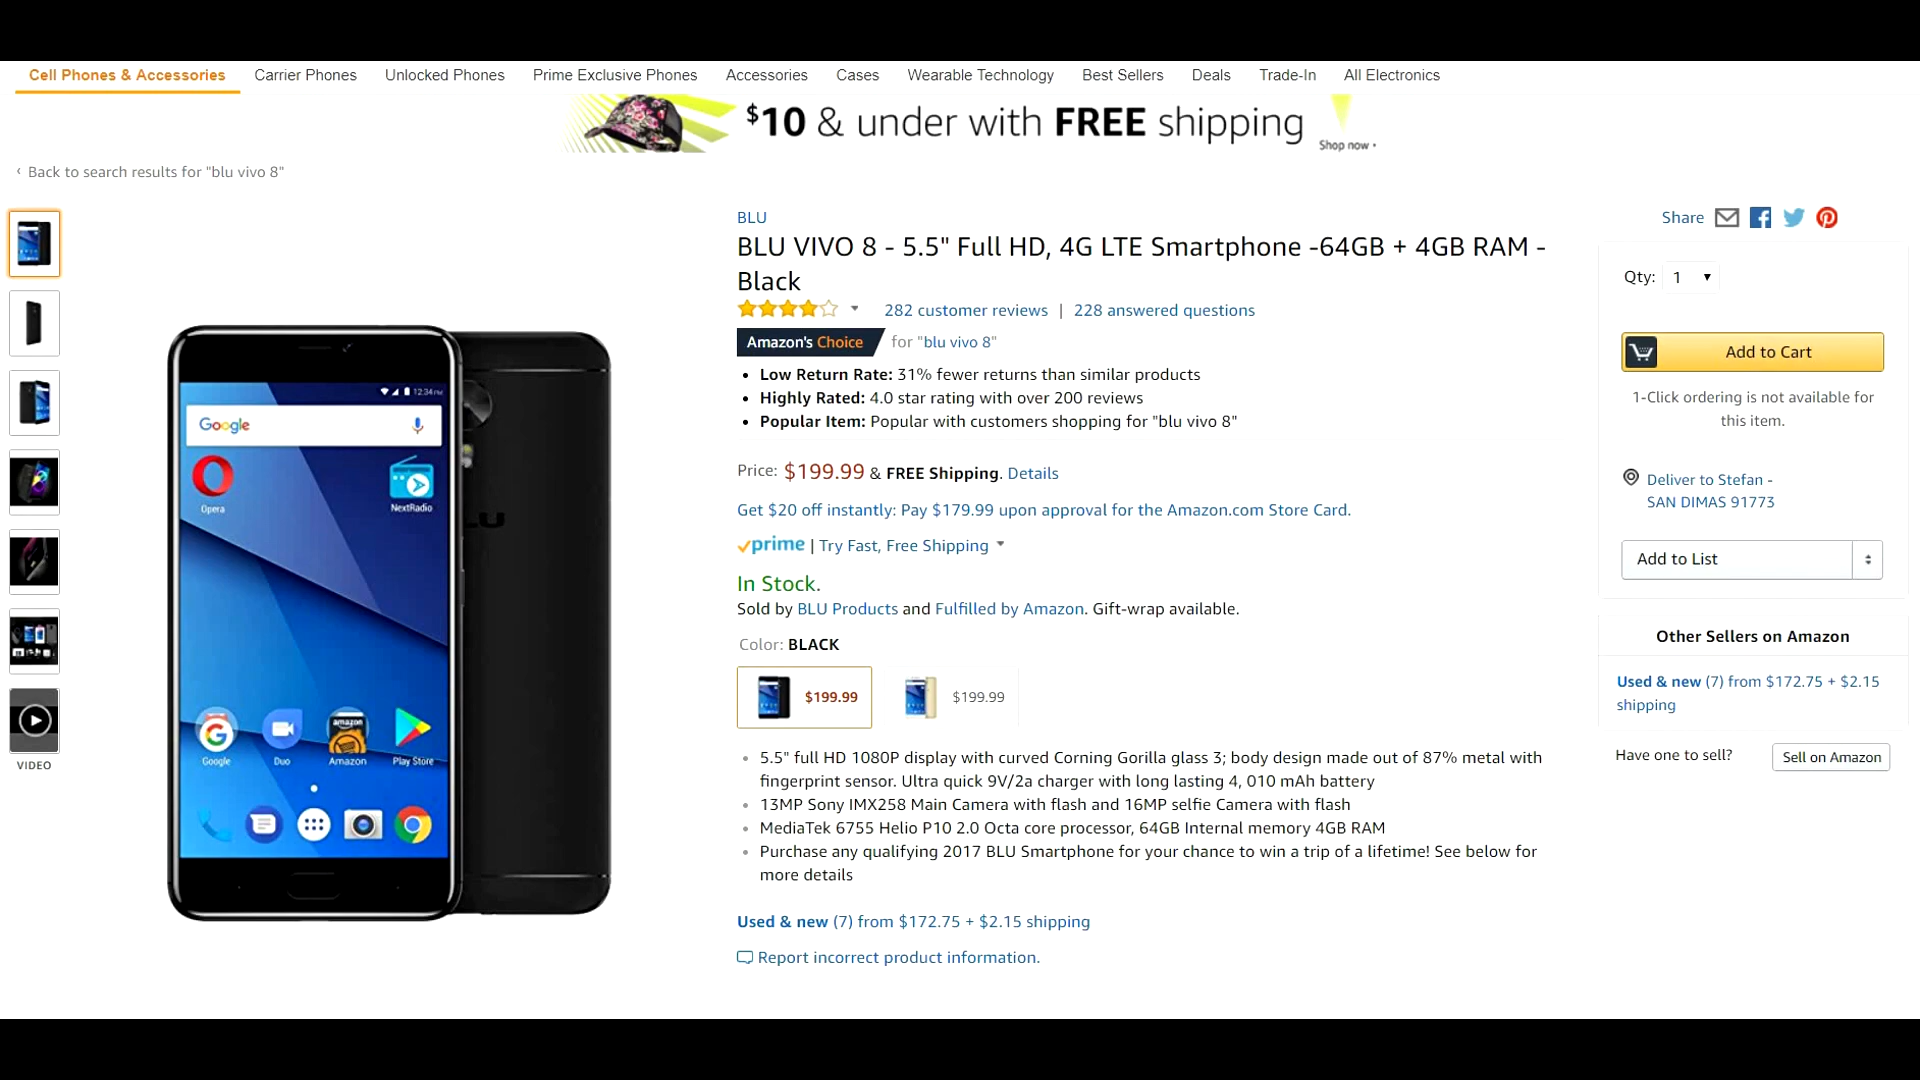 Cell Phones & Accessories Carrier Phones Unlocked Phones Prime Exclusive Phones Accessories Cases Wearable Technology Best Sellers Deals Trade-In All Electronics
$10 & under with FREE shipping
Shop now ›
‹ Back to search results for "blu vivo 8"
VIDEO
12:34
Google
Opera
NextRadio
amazon
Google Duo Amazon Play Store
BLU
BLU VIVO 8 - 5.5" Full HD, 4G LTE Smartphone -64GB + 4GB RAM -
Black
282 customer reviews | 228 answered questions
Amazon's Choice for "blu vivo 8"
• Low Return Rate: 31% fewer returns than similar products
• Highly Rated: 4.0 star rating with over 200 reviews
• Popular Item: Popular with customers shopping for "blu vivo 8"
Price: $199.99 & FREE Shipping. Details
Get $20 off instantly: Pay $179.99 upon approval for the Amazon.com Store Card.
prime | Try Fast, Free Shipping
In Stock.
Sold by BLU Products and Fulfilled by Amazon. Gift-wrap available.
Color: BLACK
$199.99 $199.99
• 5.5" full HD 1080P display with curved Corning Gorilla glass 3; body design made out of 87% metal with
fingerprint sensor. Ultra quick 9V/2a charger with long lasting 4, 010 mAh battery
• 13MP Sony IMX258 Main Camera with flash and 16MP selfie Camera with flash
• MediaTek 6755 Helio P10 2.0 Octa core processor, 64GB Internal memory 4GB RAM
• Purchase any qualifying 2017 BLU Smartphone for your chance to win a trip of a lifetime! See below for
more details
Used & new (7) from $172.75 + $2.15 shipping
Report incorrect product information.
Share
Qty: 1
Add to Cart
1-Click ordering is not available for
this item.
Deliver to Stefan -
SAN DIMAS 91773
Add to List
Other Sellers on Amazon
Used & new (7) from $172.75 + $2.15
shipping
Have one to sell? Sell on Amazon